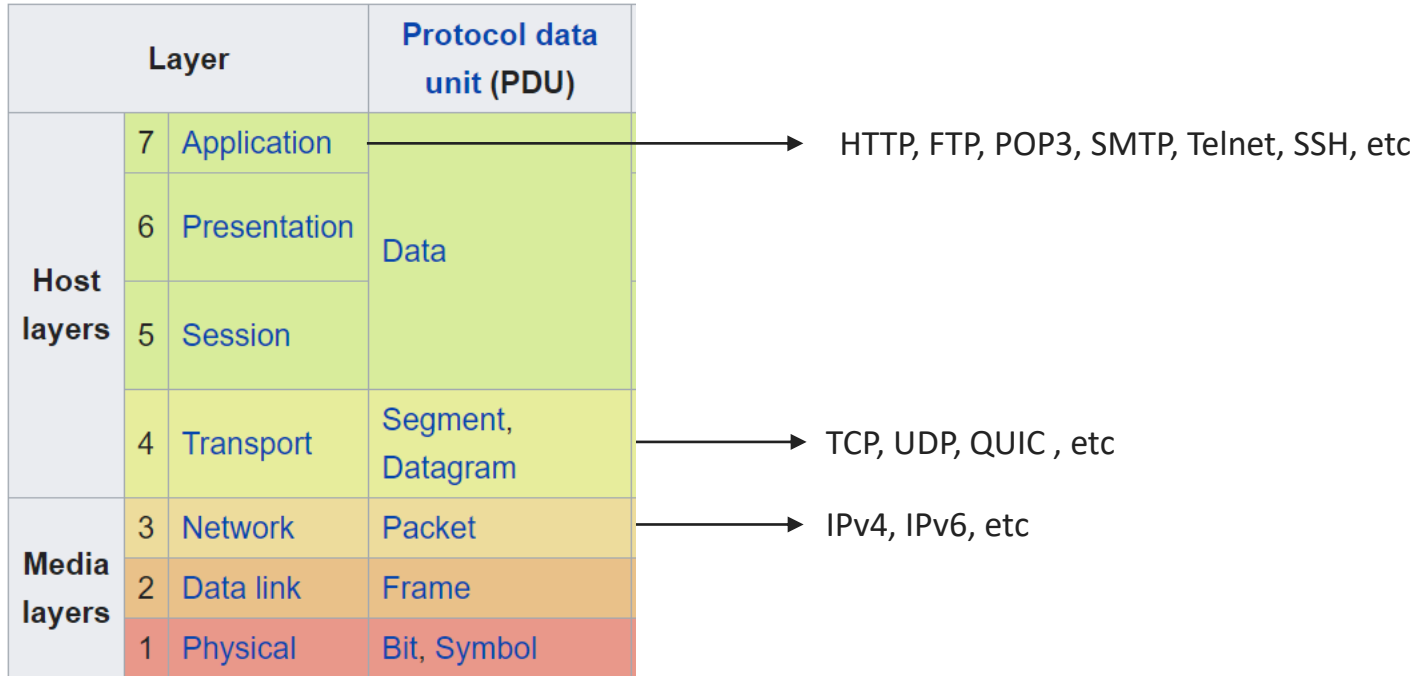 Layer
Protocol data
unit (PDU)
Host
layers
7 Application
HTTP, FTP, POP3, SMTP, Telnet, SSH, etc
6 Presentation
Data
5 Session
4 Transport
Segment,
Datagram
TCP, UDP, QUIC , etc
Media
layers
3 Network Packet
IPv4, IPv6, etc
2 Data link Frame
1 Physical Bit, Symbol